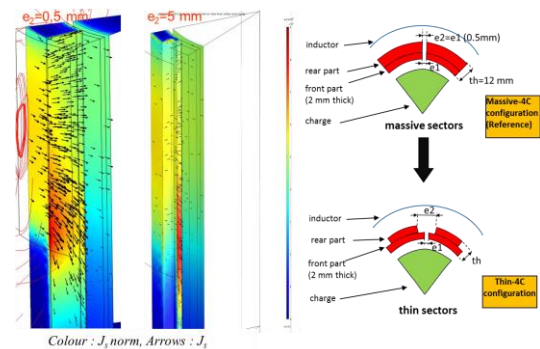 e2=0,5 mm
e2=5 mm
Colour : Js norm, Arrows : Js
inductor
e2=e1 (0.5mm)
rear part
front part
(2 mm thick)
e1
th=12 mm
charge
massive sectors
Massive-4C
configuration
(Reference)
inductor
e2
rear part
front part
(2 mm thick)
e1
th
charge
thin sectors
Thin-4C
configuration